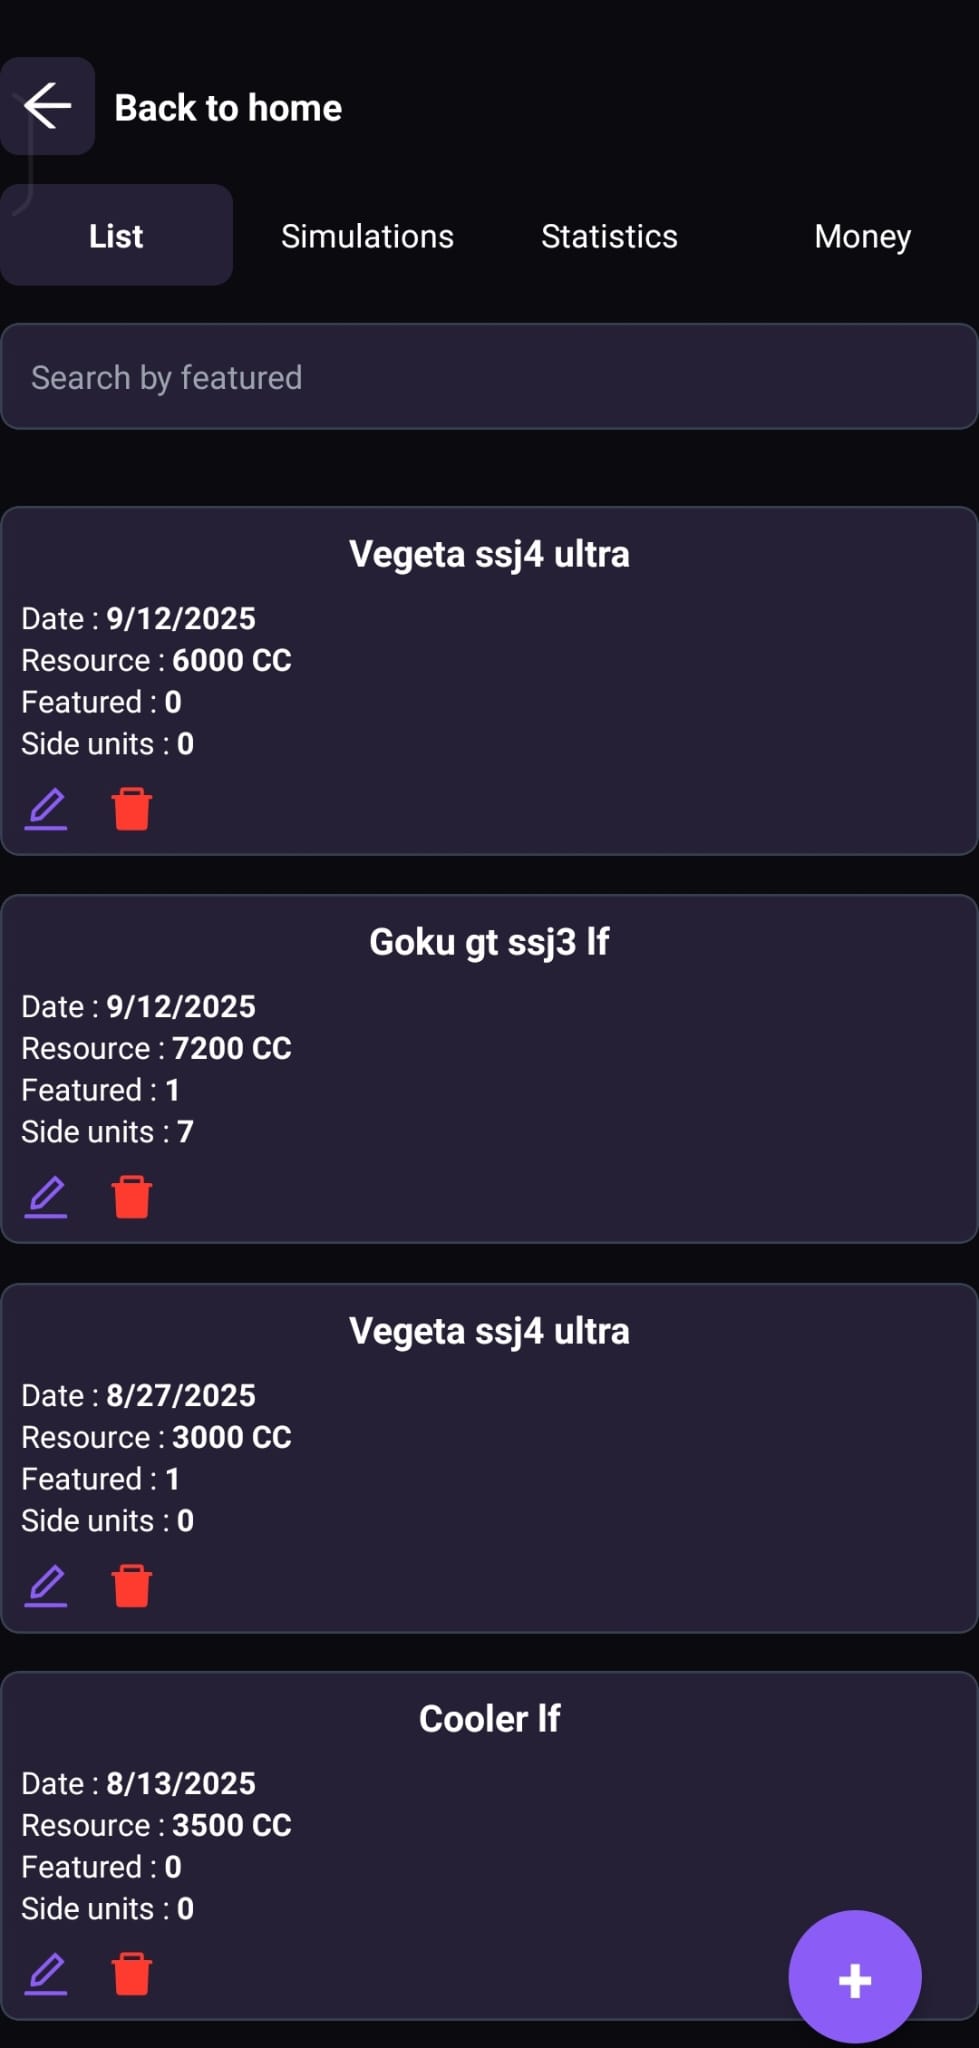 Back to home
List Simulations Statistics Money
Search by featured
Vegeta ssj4 ultra
Date : 9/12/2025
Resource : 6000 CC
Featured : 0
Side units : 0
Goku gt ssj3 lf
Date : 9/12/2025
Resource : 7200 CC
Featured : 1
Side units : 7
Vegeta ssj4 ultra
Date : 8/27/2025
Resource : 3000 CC
Featured : 1
Side units : 0
Cooler lf
Date : 8/13/2025
Resource : 3500 CC
Featured : 0
Side units : 0